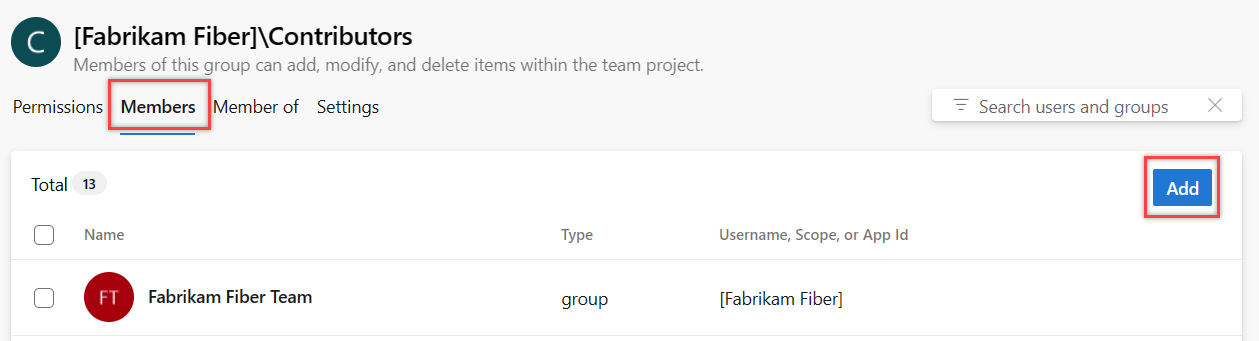 C
[Fabrikam Fiber]\Contributors
Members of this group can add, modify, and delete items within the team project.
Permissions Members Member of Settings
Search users and groups
Total 13
Add
Name Type Username, Scope, or App Id
FT Fabrikam Fiber Team group [Fabrikam Fiber]